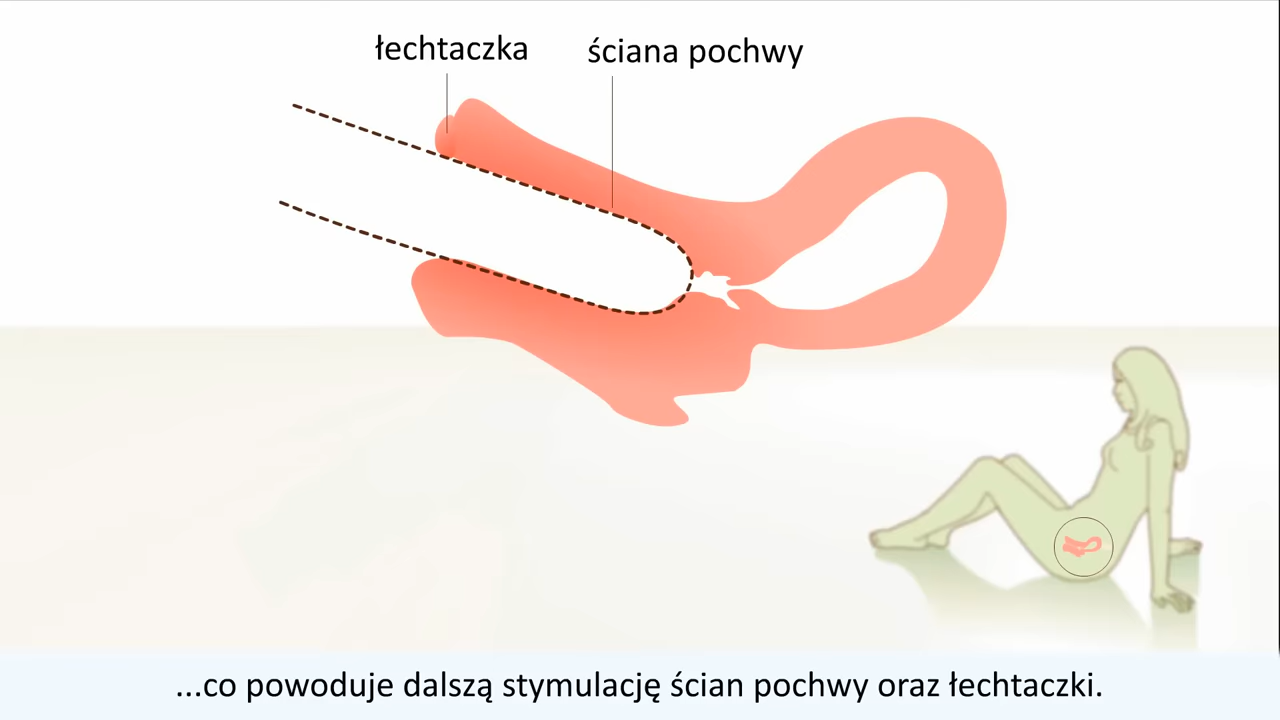 łechtaczka
ściana pochwy
...co powoduje dalszą stymulację ścian pochwy oraz łechtaczki.